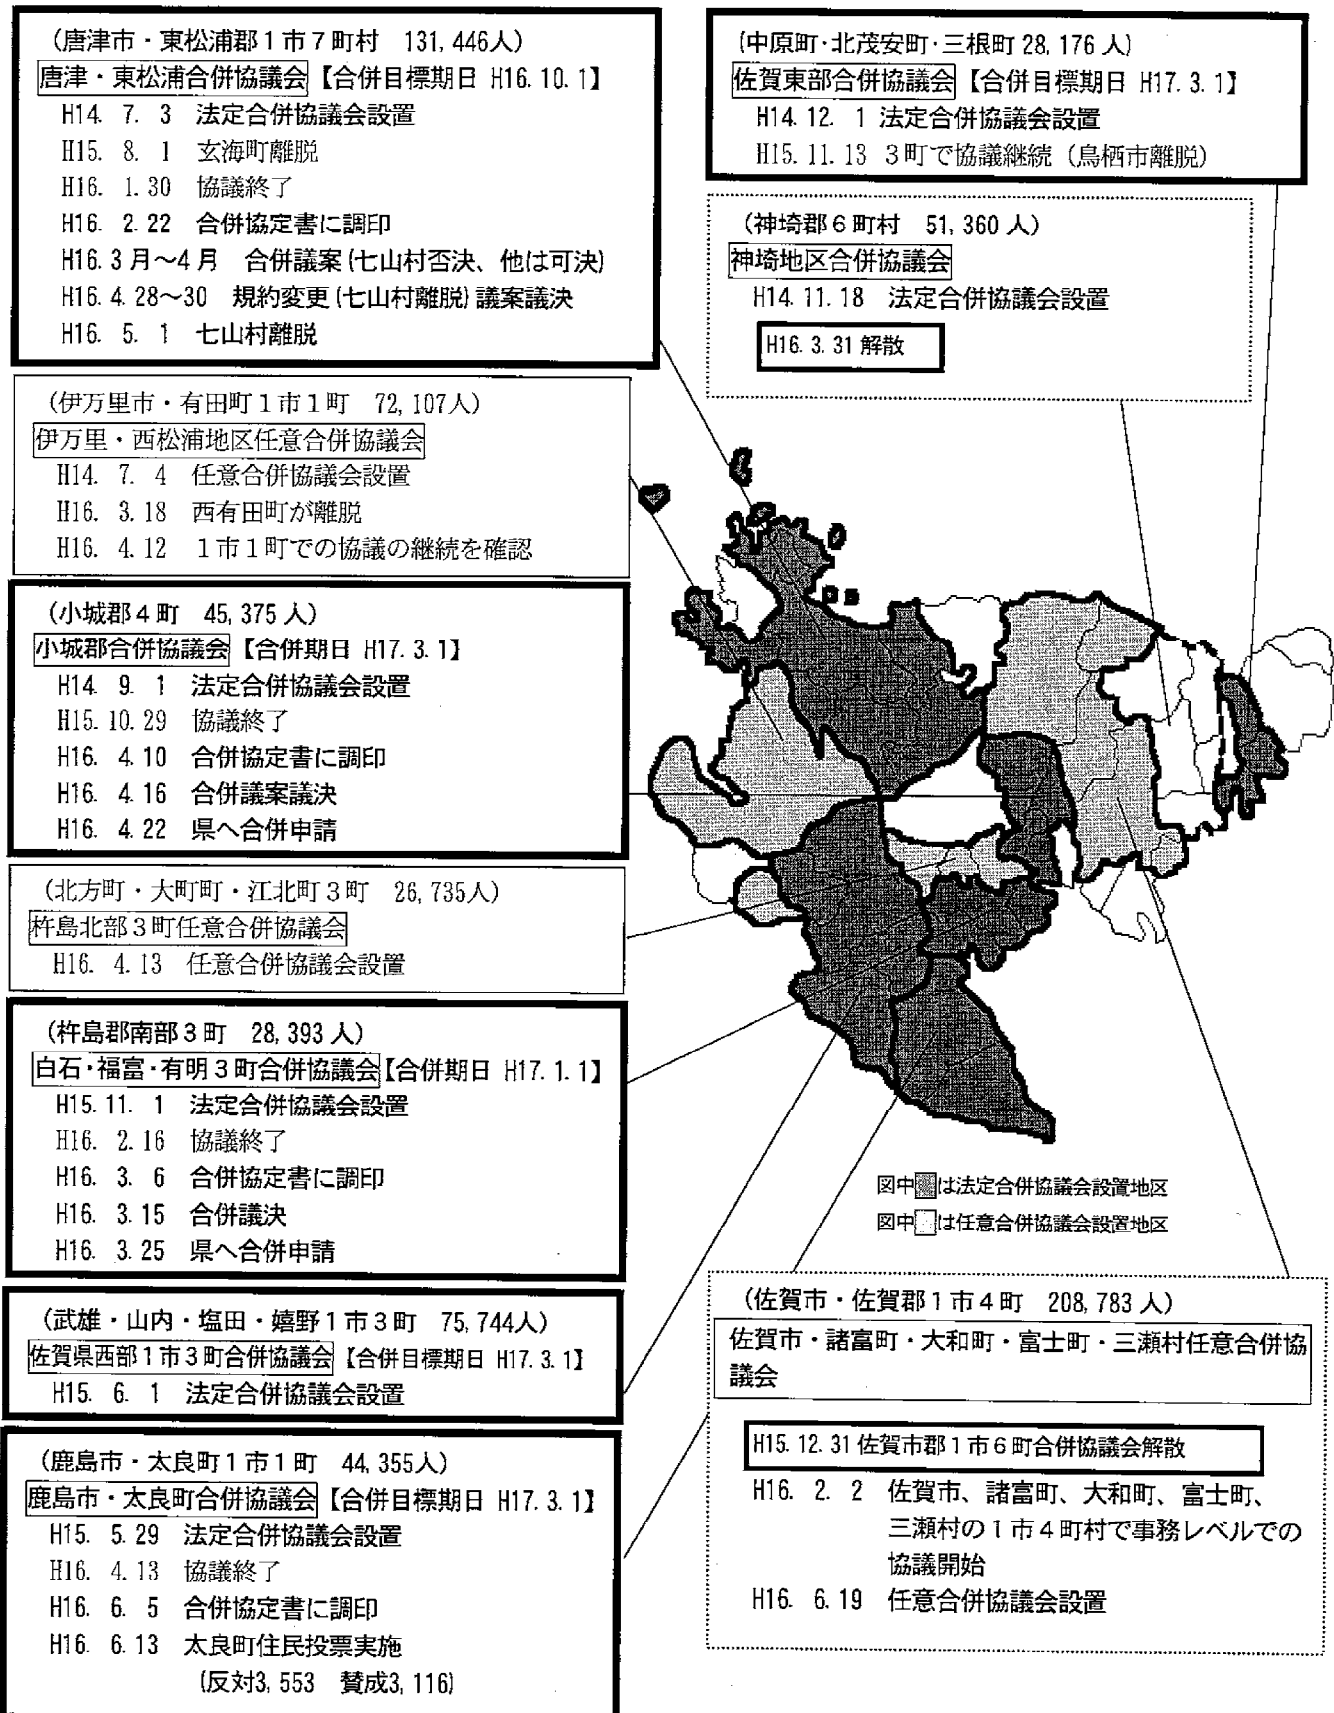 (唐津市・東松浦郡1市7町村 131,446人)
唐津・東松浦合併協議会【合併目標期日 H16.10.1】
H14. 7. 3 法定合併協議会設置
H15. 8. 1 玄海町離脱
H16. 1.30 協議終了
H16. 2.22 合併協定書に調印
H16.3月〜4月 合併議案(七山村否決、他は可決)
H16.4.28〜30 規約変更(七山村離脱)議案議決
H16. 5. 1 七山村離脱
(伊万里市・有田町1市1町 72,107人)
伊万里・西松浦地区任意合併協議会
H14. 7. 4 任意合併協議会設置
H16. 3.18 西有田町が離脱
H16. 4.12 1市1町での協議の継続を確認
(小城郡4町 45,375人)
小城郡合併協議会【合併期日 H17.3.1】
H14. 9. 1 法定合併協議会設置
H15.10.29 協議終了
H16. 4.10 合併協定書に調印
H16. 4.16 合併議案議決
H16. 4.22 県へ合併申請
(北方町・大町町・江北町3町 26,735人)
杵島北部3町任意合併協議会
H16. 4.13 任意合併協議会設置
(杵島郡南部3町 28,393人)
白石・福富・有明3町合併協議会【合併期日 H17.1.1】
H15.11. 1 法定合併協議会設置
H16. 2.16 協議終了
H16. 3. 6 合併協定書に調印
H16. 3.15 合併議決
H16. 3.25 県へ合併申請
(武雄・山内・塩田・嬉野1市3町 75,744人)
佐賀県西部1市3町合併協議会【合併目標期日 H17.3.1】
H15. 6. 1 法定合併協議会設置
(鹿島市・太良町1市1町 44,355人)
鹿島市・太良町合併協議会【合併目標期日 H17.3.1】
H15. 5.29 法定合併協議会設置
H16. 4.13 協議終了
H16. 6. 5 合併協定書に調印
H16. 6.13 太良町住民投票実施
(反対3,553 賛成3,116)
(中原町・北茂安町・三根町 28,176人)
佐賀東部合併協議会【合併目標期日 H17.3.1】
H14.12. 1 法定合併協議会設置
H15.11.13 3町で協議継続(鳥栖市離脱)
(神埼郡6町村 51,360人)
神埼地区合併協議会
H14.11.18 法定合併協議会設置
H16.3.31 解散
図中 は法定合併協議会設置地区
図中 は任意合併協議会設置地区
(佐賀市・佐賀郡1市4町 208,783人)
佐賀市・諸富町・大和町・富士町・三瀬村任意合併協
議会
H15.12.31 佐賀市郡1市6町合併協議会解散
H16. 2. 2 佐賀市、諸富町、大和町、富士町、
三瀬村の1市4町村で事務レベルでの
協議開始
H16. 6.19 任意合併協議会設置